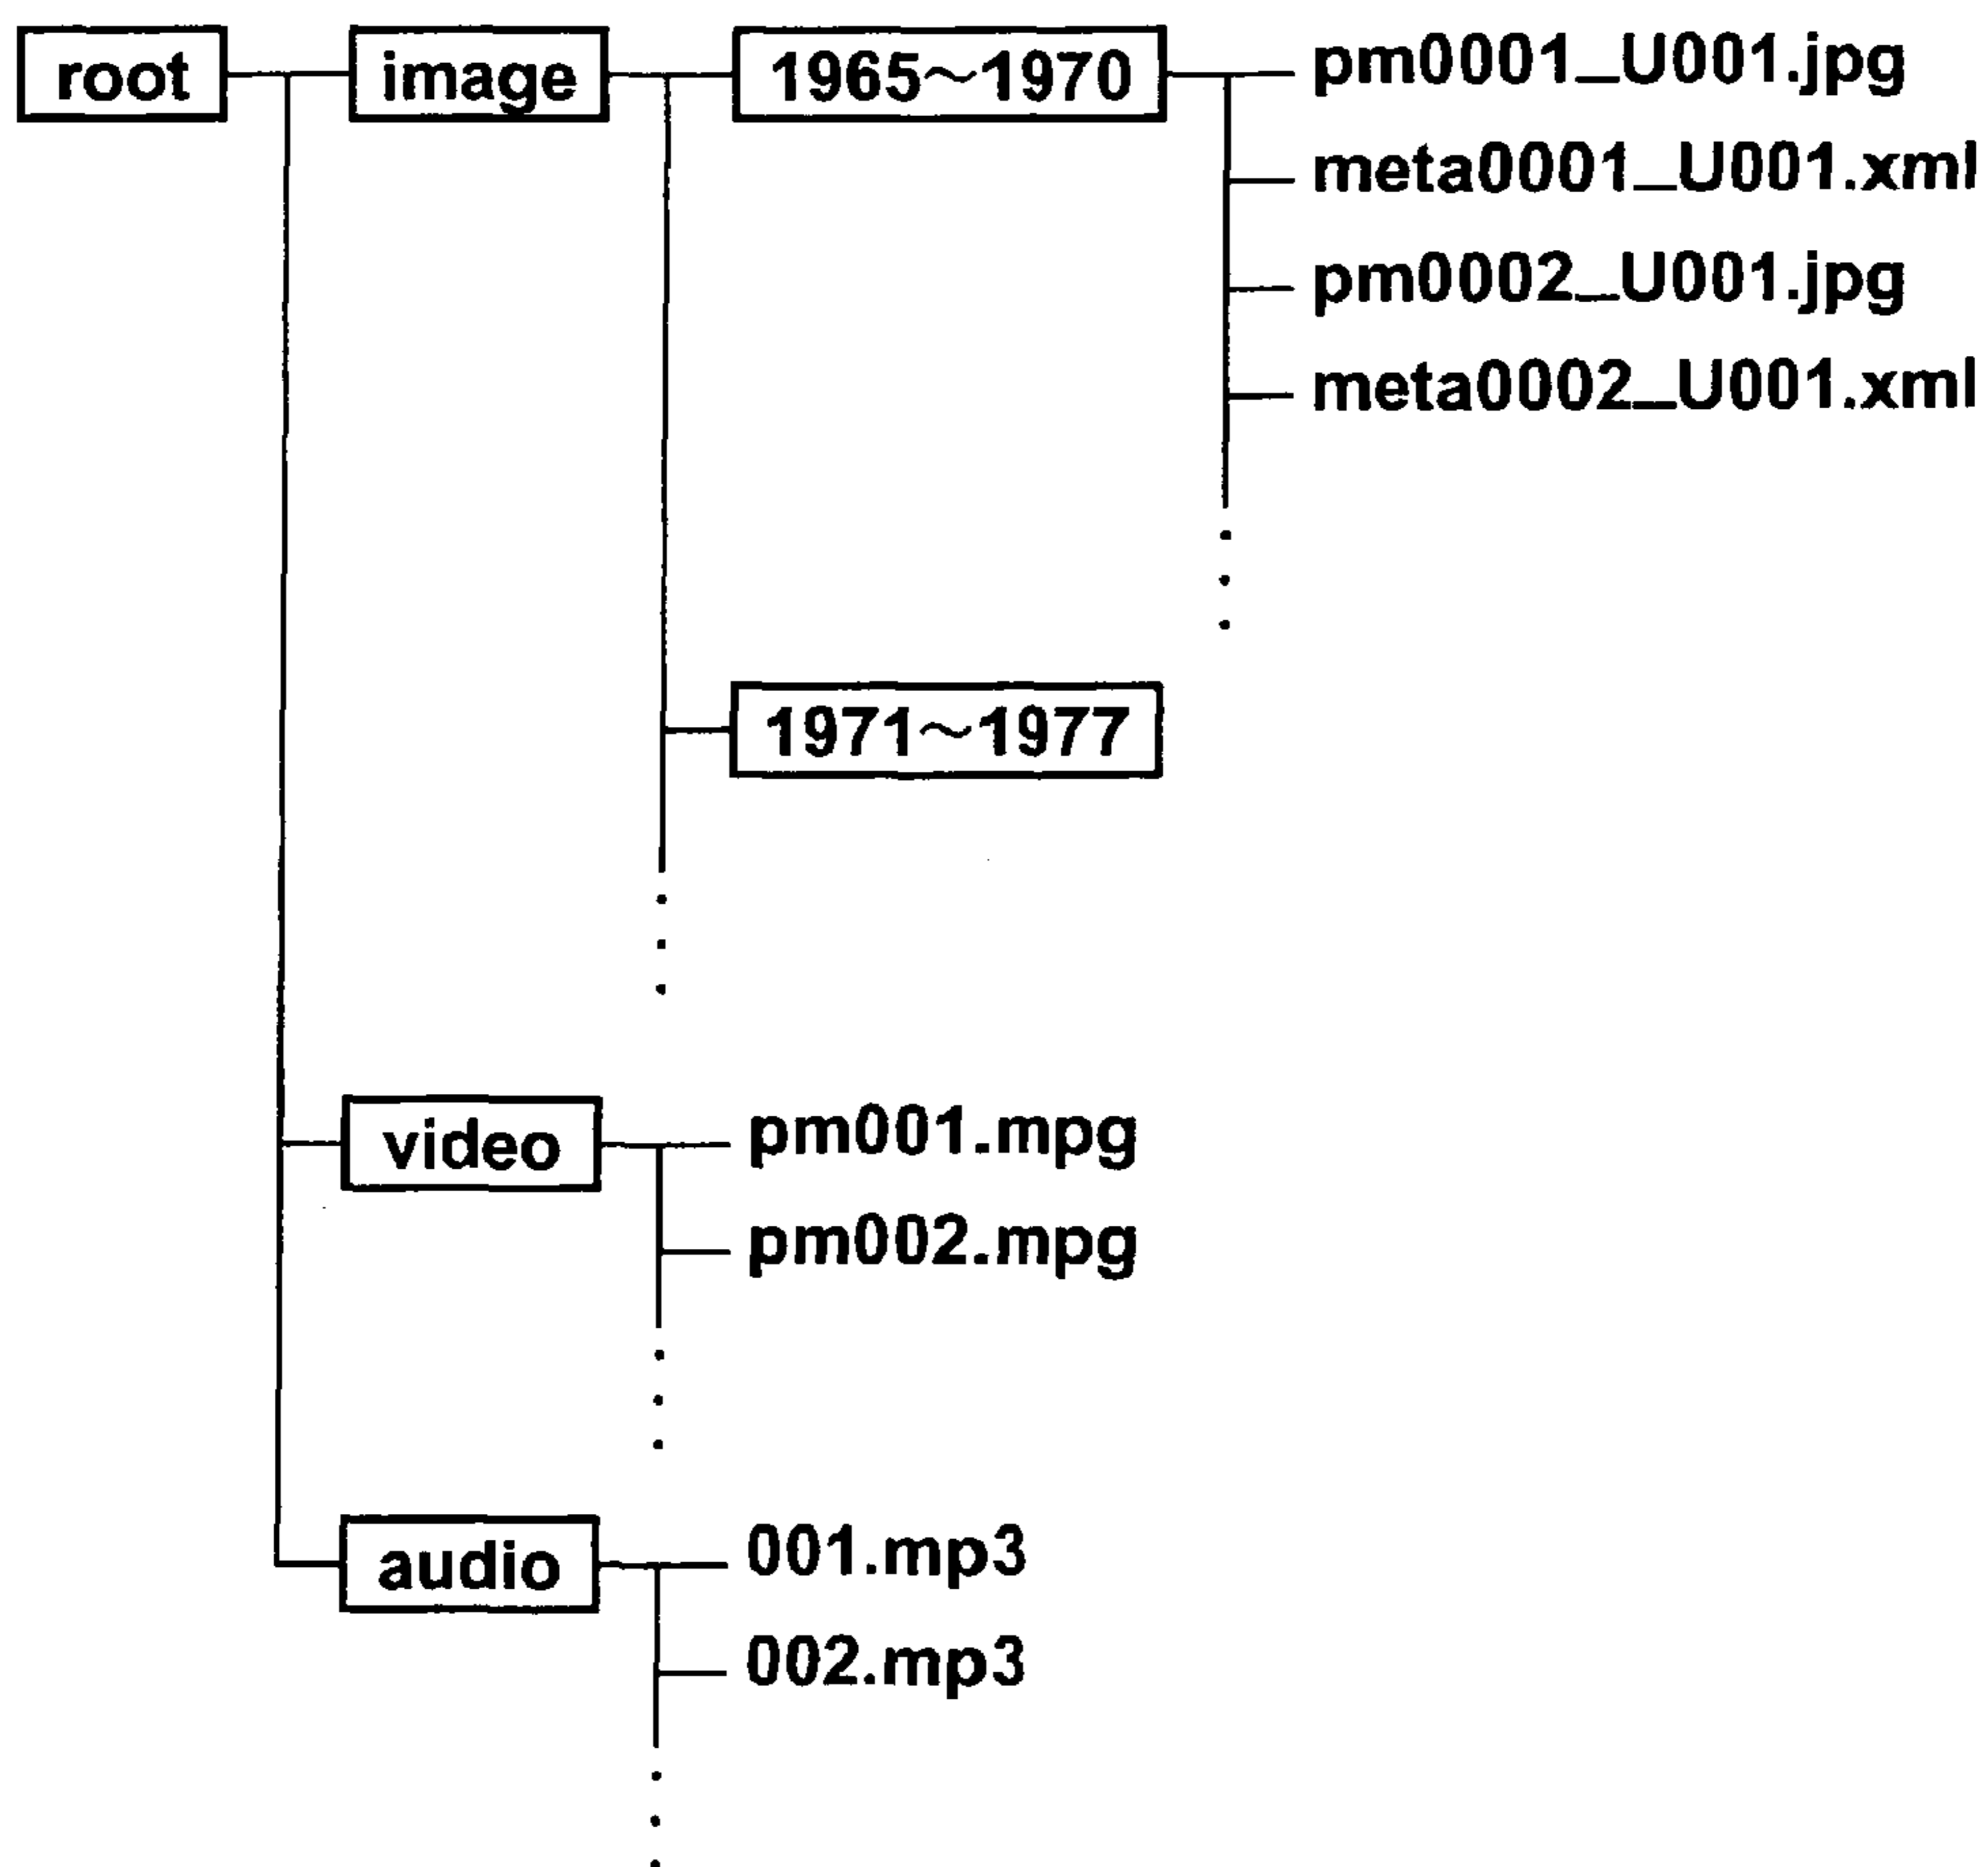 root image 1965～1970 pm0001_U001.jpg
meta0001_U001.xml
pm0002_U001.jpg
meta0002_U001.xml
1971～1977
video pm001.mpg
pm002.mpg
audio 001.mp3
002.mp3